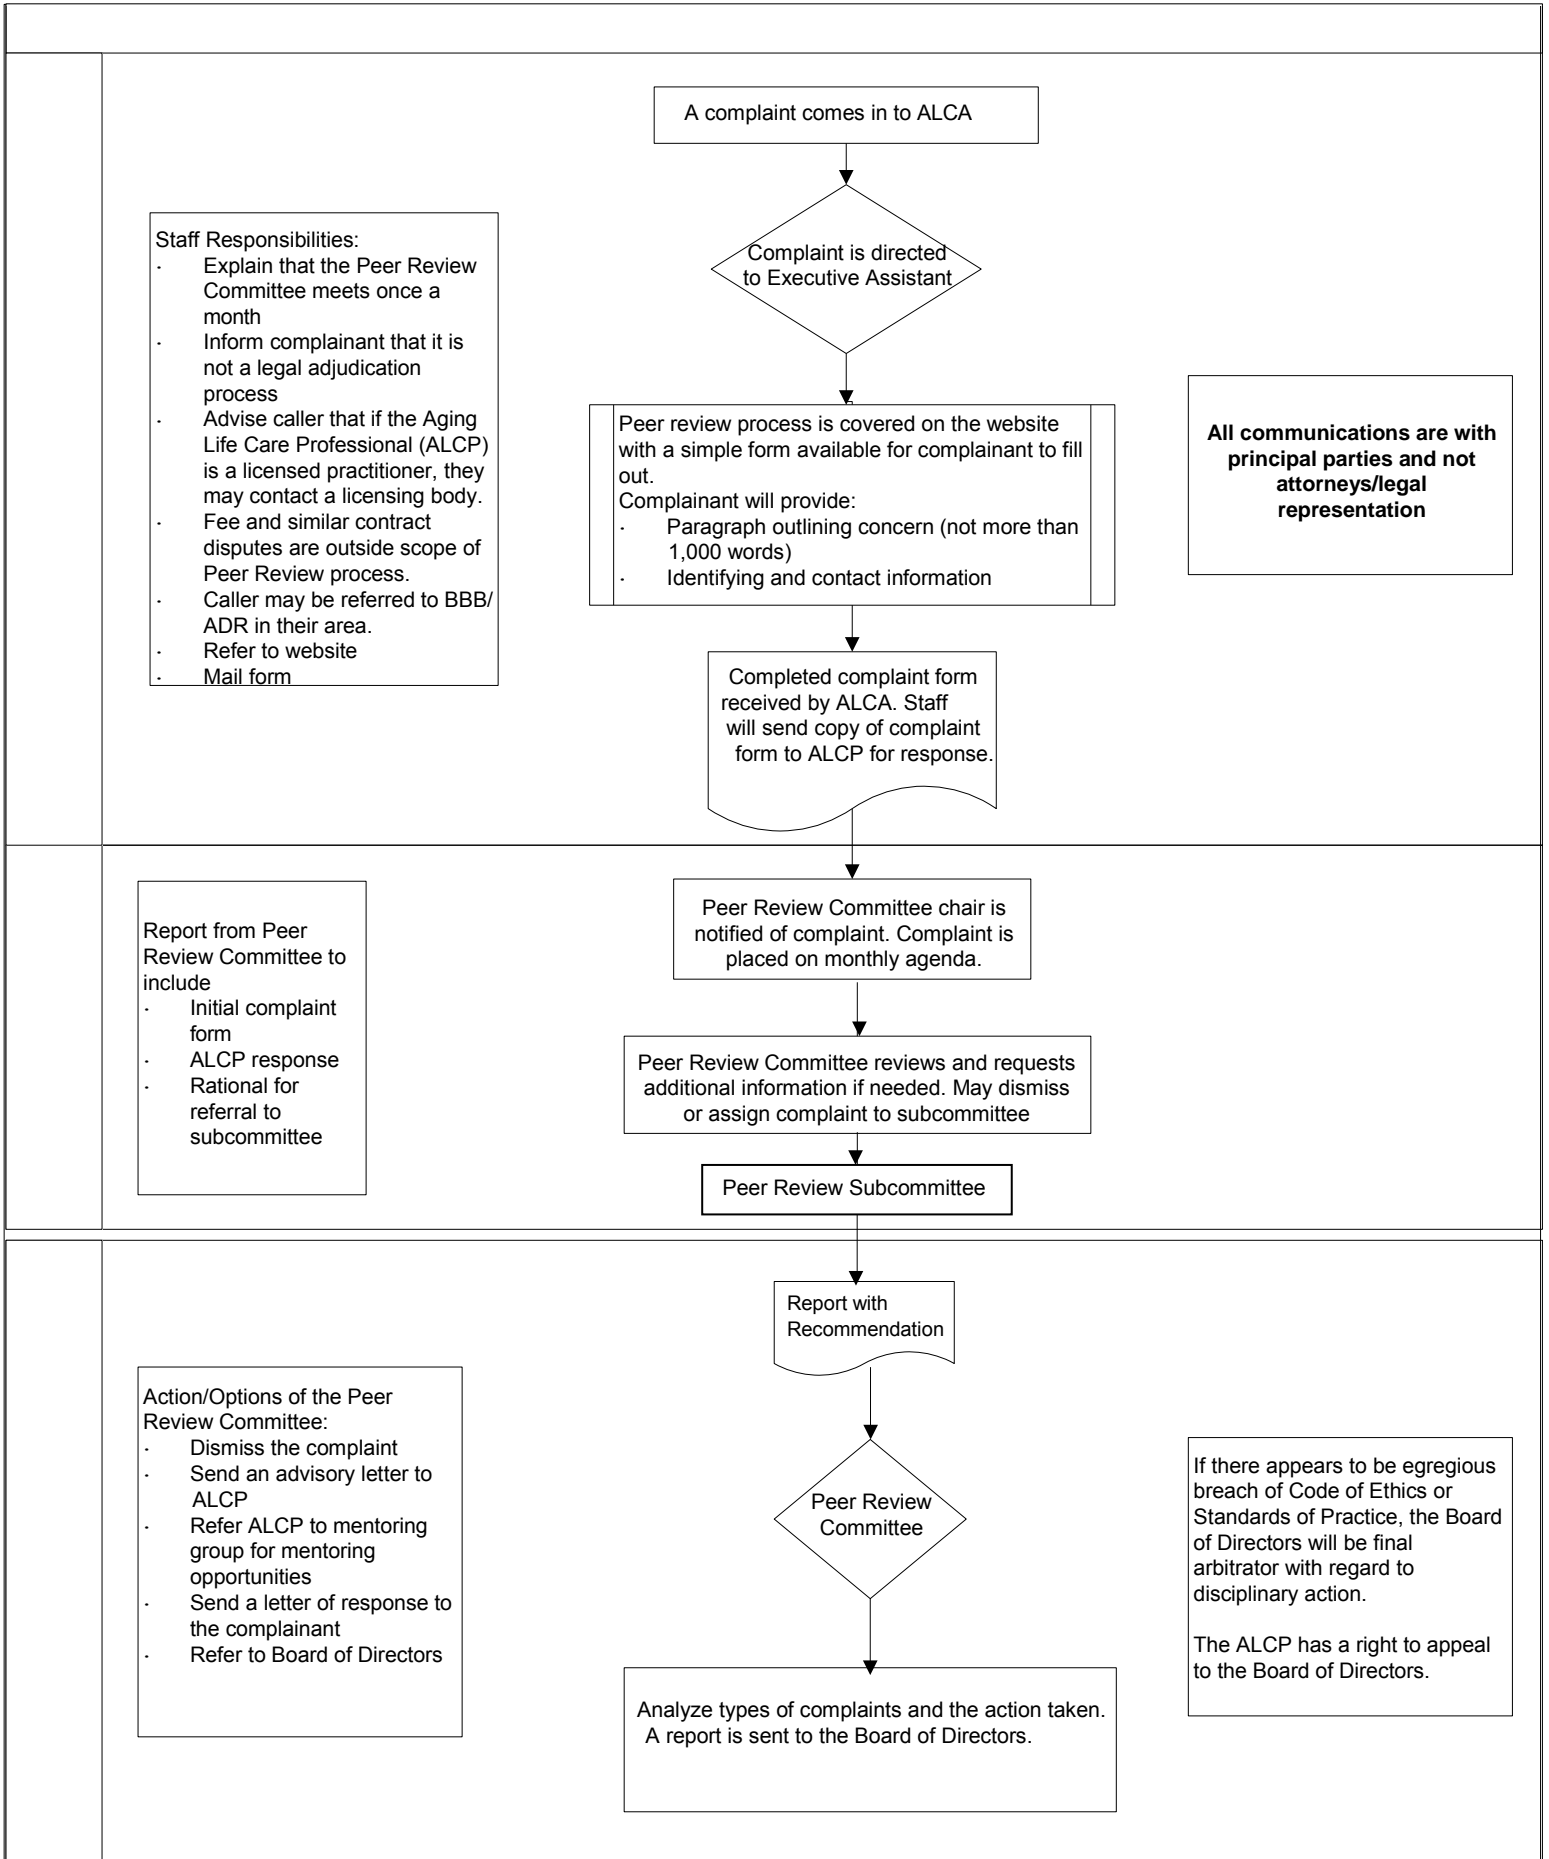 A complaint comes in to ALCA
Complaint is directed
to Executive Assistant
Staff Responsibilities:
· Explain that the Peer Review
Committee meets once a
month
· Inform complainant that it is
not a legal adjudication
process
· Advise caller that if the Aging
Life Care Professional (ALCP)
is a licensed practitioner, they
may contact a licensing body.
· Fee and similar contract
disputes are outside scope of
Peer Review process.
· Caller may be referred to BBB/
ADR in their area.
· Refer to website
· Mail form
Peer review process is covered on the website
with a simple form available for complainant to fill
out.
Complainant will provide:
· Paragraph outlining concern (not more than
1,000 words)
· Identifying and contact information
All communications are with
principal parties and not
attorneys/legal
representation
Completed complaint form
received by ALCA. Staff
will send copy of complaint
form to ALCP for response.
Report from Peer
Review Committee to
include
· Initial complaint
form
· ALCP response
· Rational for
referral to
subcommittee
Peer Review Committee chair is
notified of complaint. Complaint is
placed on monthly agenda.
Peer Review Committee reviews and requests
additional information if needed. May dismiss
or assign complaint to subcommittee
Peer Review Subcommittee
Report with
Recommendation
Action/Options of the Peer
Review Committee:
· Dismiss the complaint
· Send an advisory letter to
ALCP
· Refer ALCP to mentoring
group for mentoring
opportunities
· Send a letter of response to
the complainant
· Refer to Board of Directors
Peer Review
Committee
If there appears to be egregious
breach of Code of Ethics or
Standards of Practice, the Board
of Directors will be final
arbitrator with regard to
disciplinary action.
The ALCP has a right to appeal
to the Board of Directors.
Analyze types of complaints and the action taken.
A report is sent to the Board of Directors.